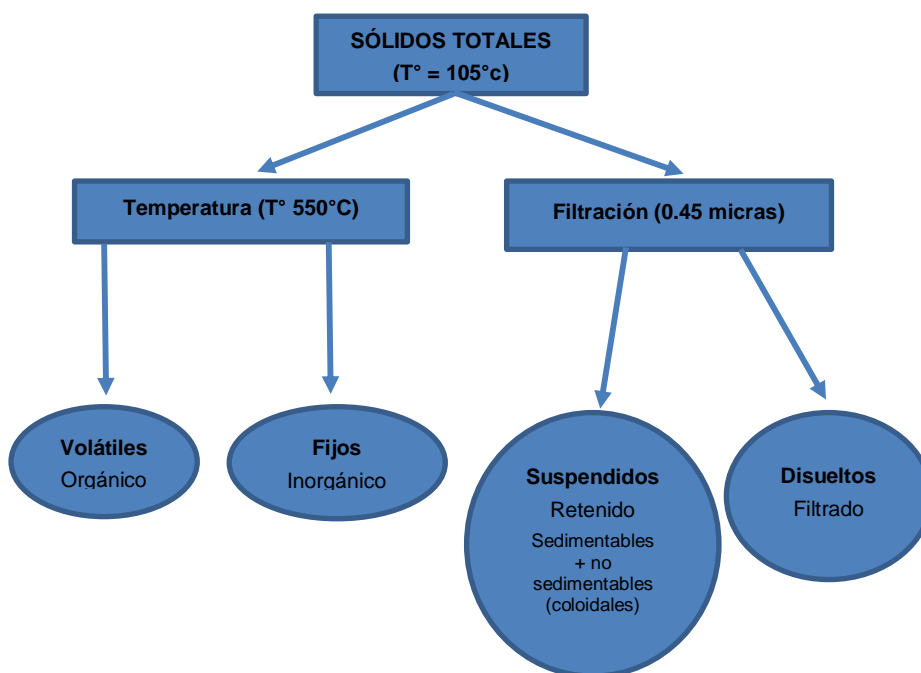 SÓLIDOS TOTALES
(T° = 105°c)
Temperatura (T° 550°C)
Filtración (0.45 micras)
Volátiles
Orgánico
Fijos
Inorgánico
Suspendidos
Retenido
Sedimentables
+ no
sedimentables
(coloidales)
Disueltos
Filtrado